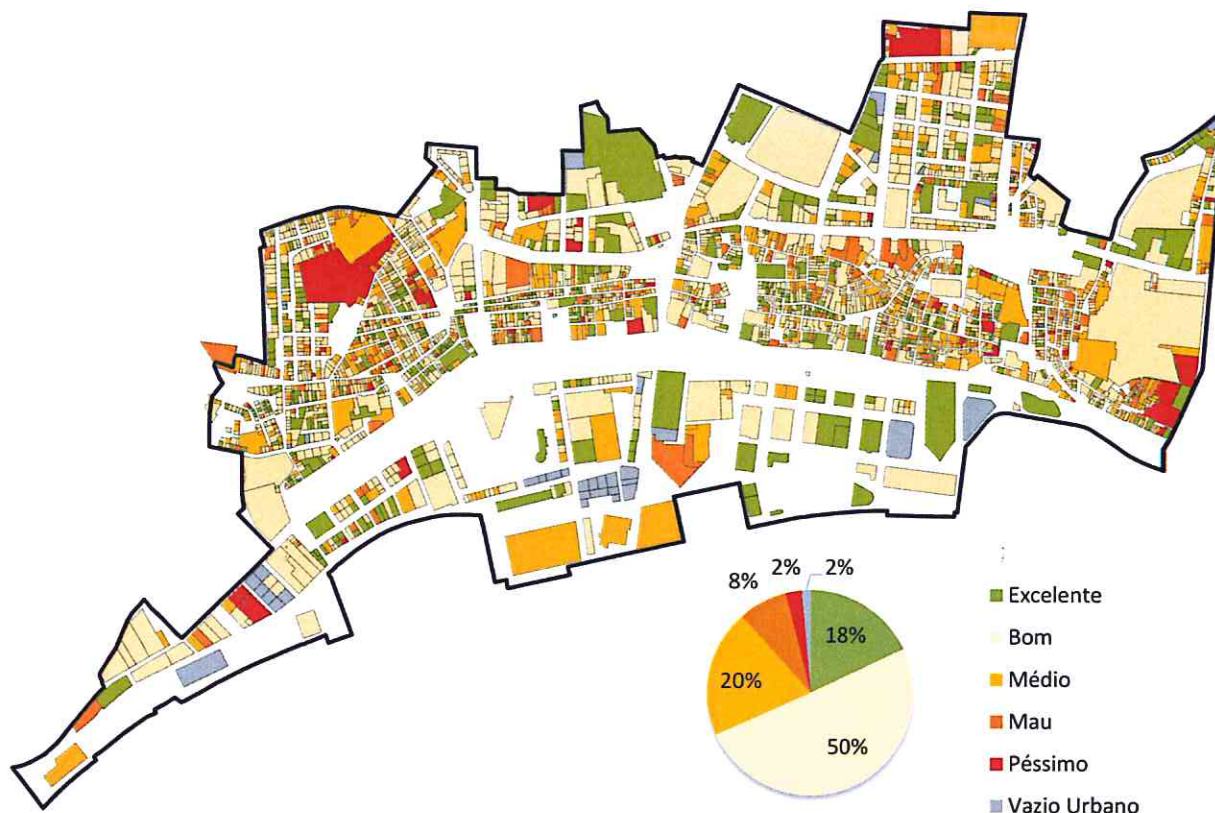 2%
2%
8%
18%
20%
50%
Excelente
Bom
Médio
Mau
Péssimo
Vazio Urbano